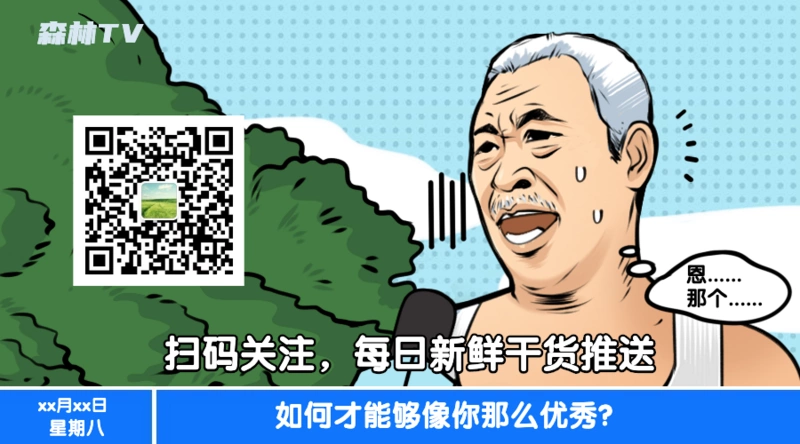 森林TV
恩......
那个......
扫码关注，每日新鲜干货推送
xx月xx日
星期八
如何才能够像你那么优秀?